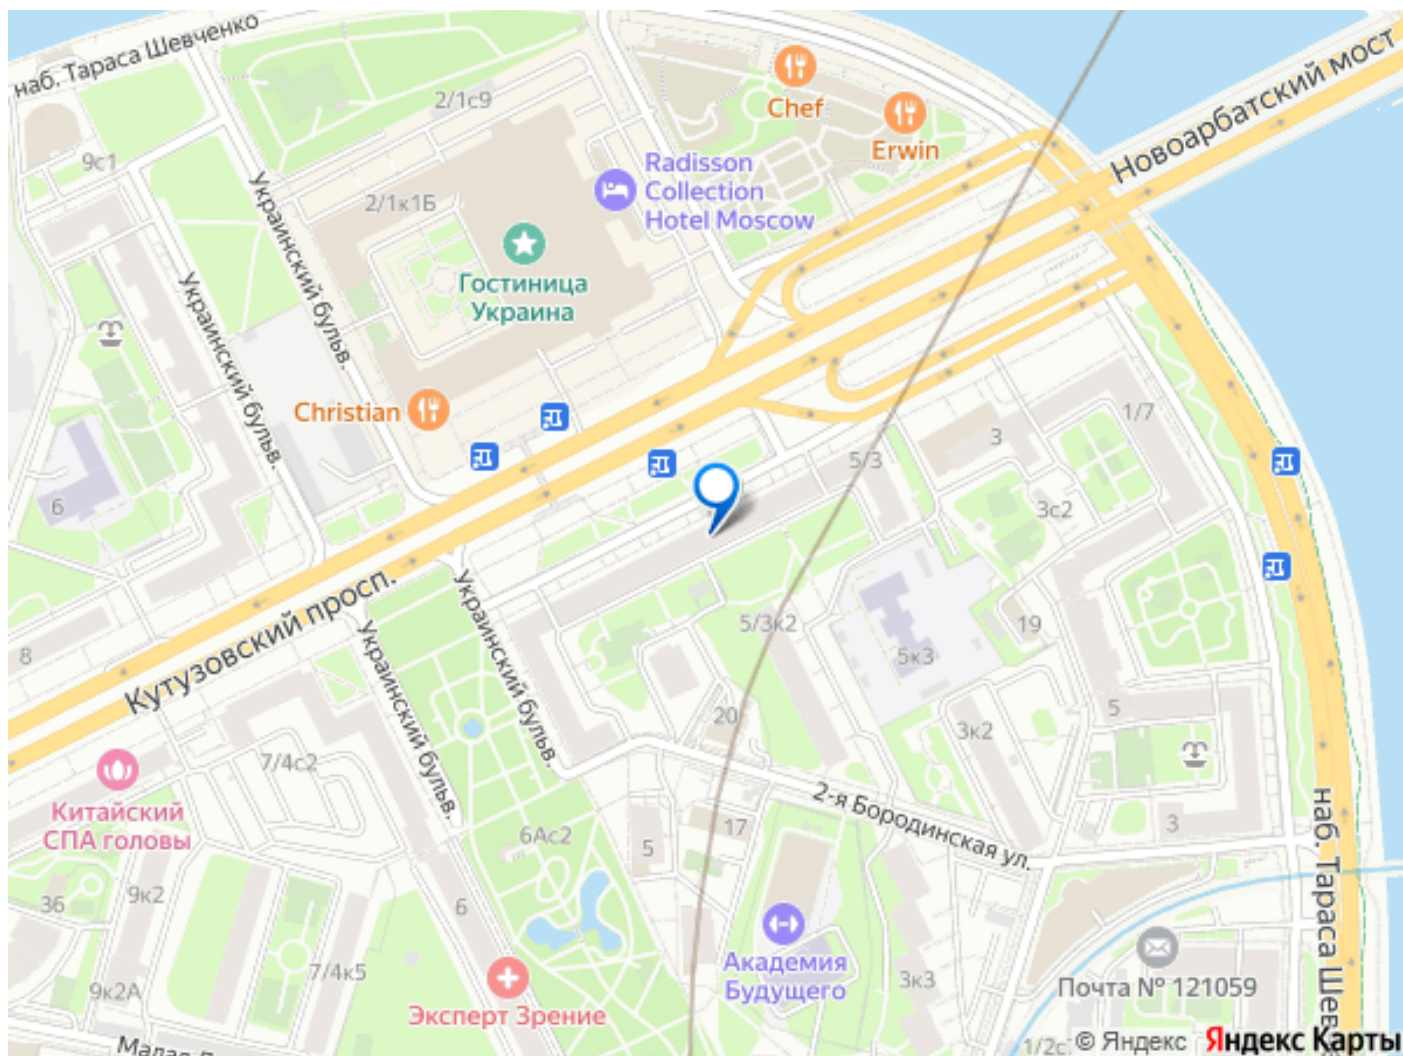 наб. Тараса Шевченко
2/1с9
Chef
Erwin
Новоарбатский мост
9с1
Украинский бульв.
2/1к1Б
Radisson
Collection
Hotel Moscow
Гостиница
Украина
Украинский бульв.
Christian
1/7
3
5/3
6
3с2
Кутузовский просп.
Украинский бульв.
Украинский бульв.
5/3к2
19
5к3
8
5
20
3к2
7/4с2
Китайский
СПА головы
2-я Бородинская ул.
17
3
6Ас2
5
9к2
36
6
наб. Тараса Шев
7/4к5
9к2А
Академия
Будущего
3к3
Почта № 121059
Эксперт Зрение
1/2с
© Яндекс Яндекс Карты